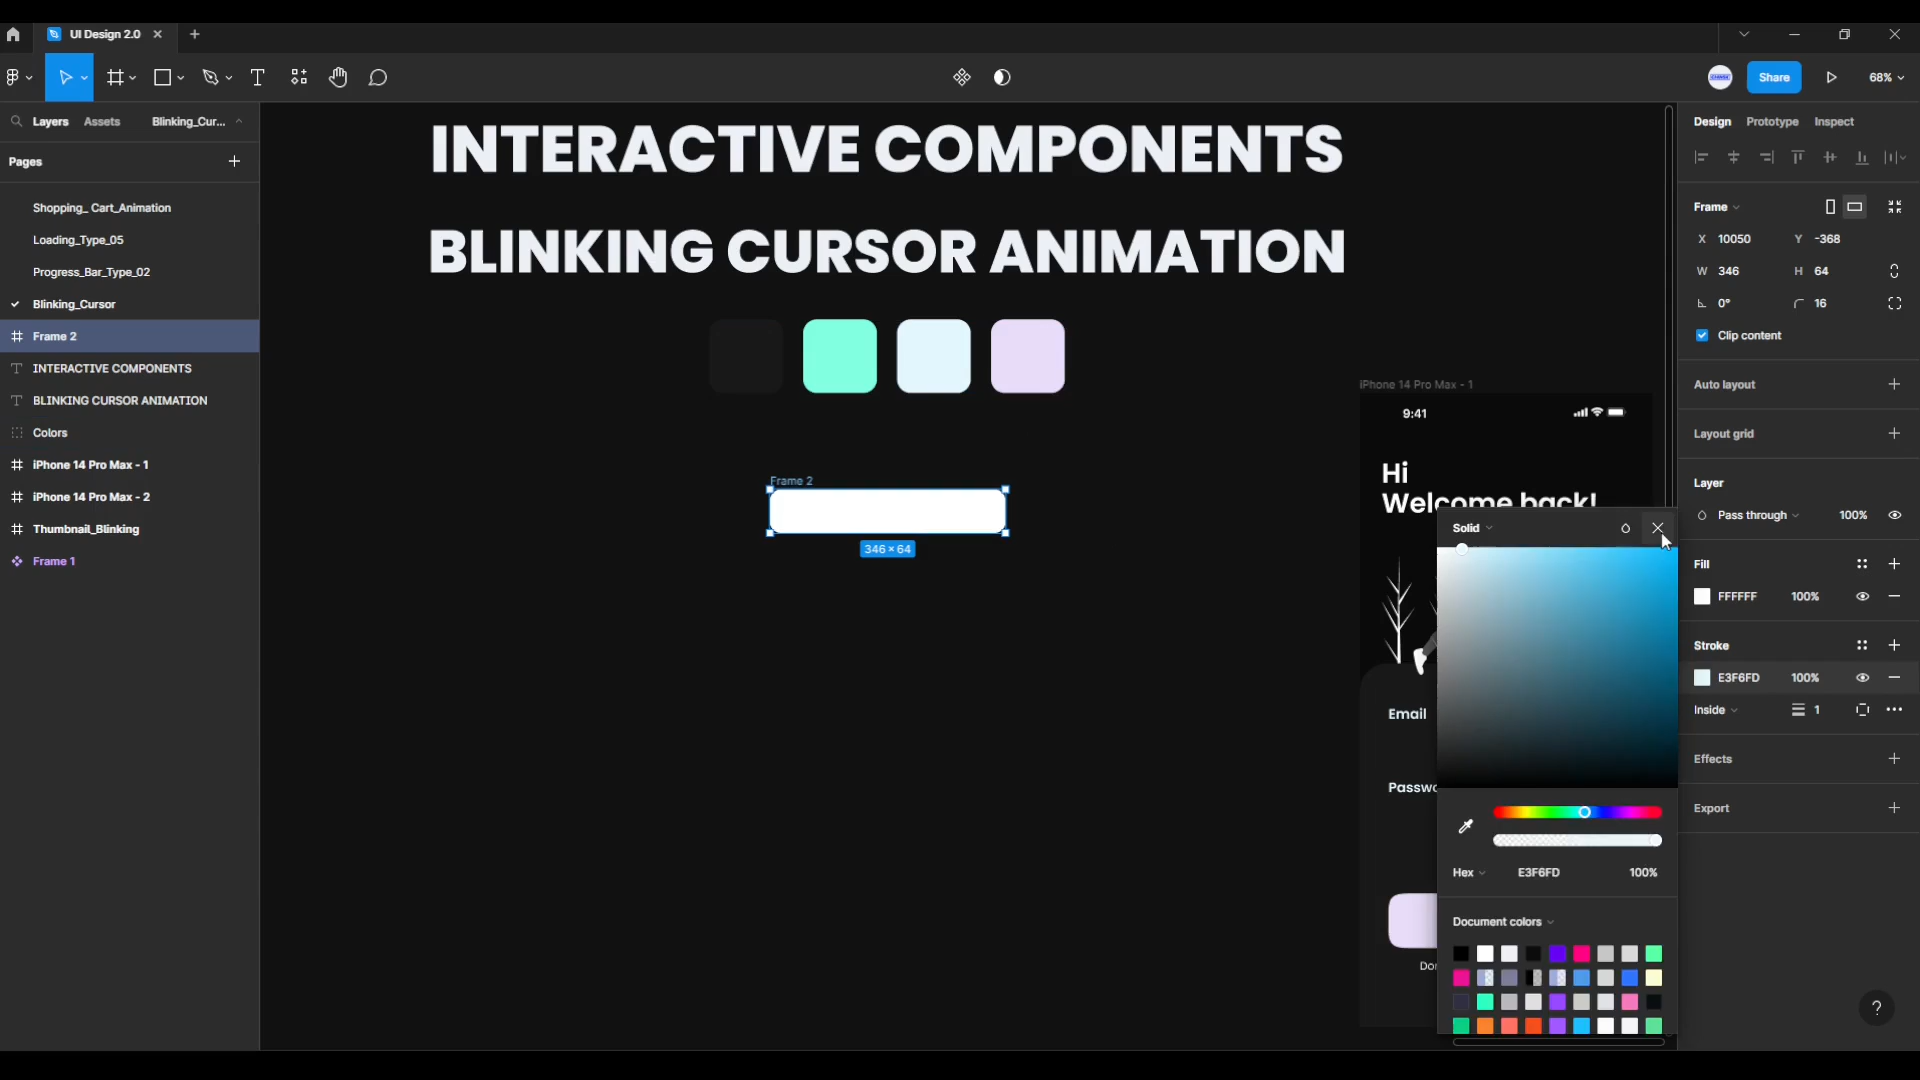 UI Design 2.0
Share
68%
Layers
Assets
Blinking_Cur...
Pages
Shopping_ Cart_Animation
Loading_Type_05
Progress_Bar_Type_02
Blinking_Cursor
Frame 2
INTERACTIVE COMPONENTS
BLINKING CURSOR ANIMATION
Colors
iPhone 14 Pro Max - 1
iPhone 14 Pro Max - 2
Thumbnail_Blinking
Frame 1
INTERACTIVE COMPONENTS
BLINKING CURSOR ANIMATION
Frame 2
346 × 64
iPhone 14 Pro Max - 1
9:41
Hi
Welcome back!
Email
Passwo
Dor
Solid
Hex
E3F6FD
100%
Document colors
Design
Prototype
Inspect
Frame
X 10050
Y -368
W 346
H 64
0°
16
Clip content
Auto layout
Layout grid
Layer
Pass through
100%
Fill
FFFFFF
100%
Stroke
E3F6FD
100%
Inside
1
Effects
Export
?